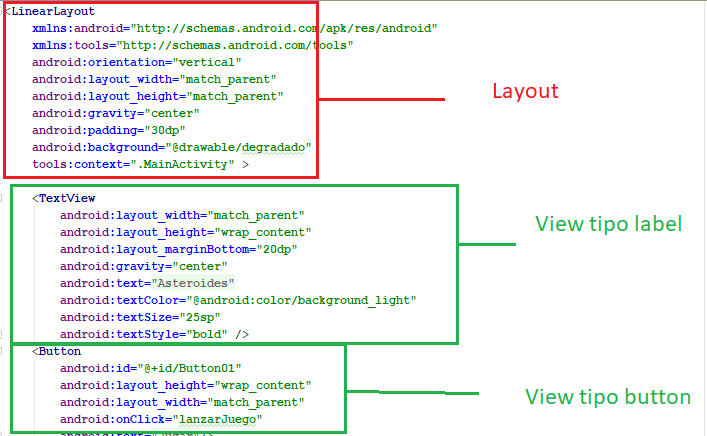 <LinearLayout
xmlns:android="http://schemas.android.com/apk/res/android"
xmlns:tools="http://schemas.android.com/tools"
android:orientation="vertical"
android:layout_width="match_parent"
android:layout_height="match_parent"
android:gravity="center"
android:padding="30dp"
android:background="@drawable/degradado"
tools:context=".MainActivity" >
Layout
<TextView
android:layout_width="match_parent"
android:layout_height="wrap_content"
android:layout_marginBottom="20dp"
android:gravity="center"
android:text="Asteroides"
android:textColor="@android:color/background_light"
android:textSize="25sp"
android:textStyle="bold" />
View tipo label
<Button
android:id="@+id/Button01"
android:layout_height="wrap_content"
android:layout_width="match_parent"
android:onClick="lanzarJuego"
View tipo button